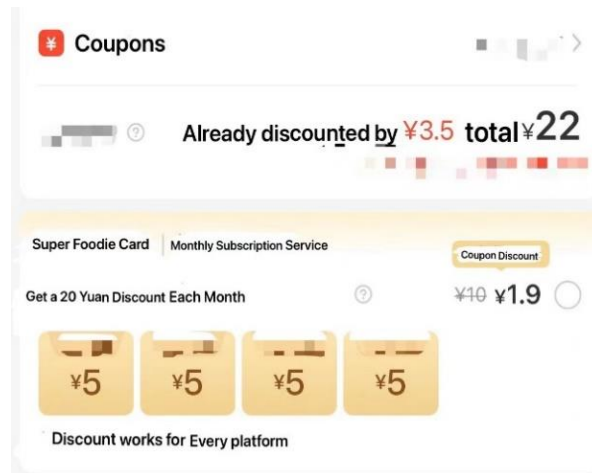 ¥ Coupons
Already discounted by ¥3.5 total ¥22
Super Foodie Card Monthly Subscription Service
Coupon Discount
Get a 20 Yuan Discount Each Month
¥10 ¥1.9
¥5 ¥5 ¥5 ¥5
Discount works for Every platform